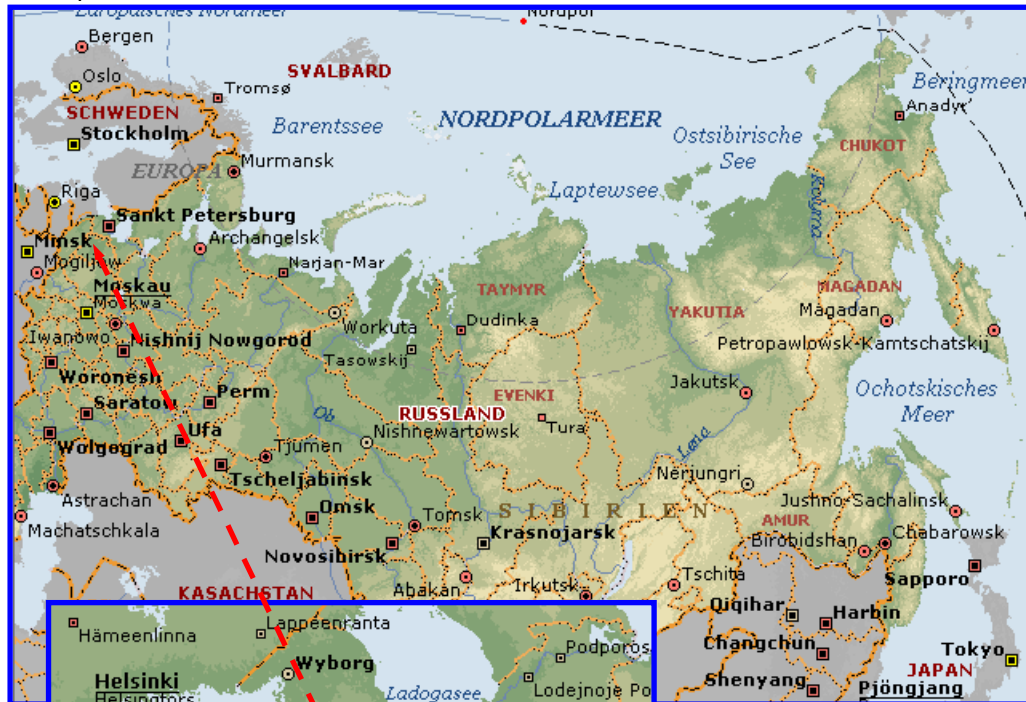 Europäisches Nordmeer
Nordpol
Bergen
Oslo
SVALBARD
Tromsø
Beringmeer
SCHWEDEN
Stockholm
Barentssee
NORDPOLARMEER
Ostsibirische
See
Anadyr'
CHUKOT
EUROPA
Murmansk
Laptewsee
Kolyma
Riga
Sankt Petersburg
Minsk
Archangelsk
Mogiljow
Narjan-Mar
Moskau
Moskwa
TAYMYR
YAKUTIA
MAGADAN
Magadan
Iwanowo
Nishnij Nowgorod
Workuta
Dudinka
Petropawlowsk-Kamtschatskij
Tasowskij
Woronesh
Perm
Jakutsk
Ochotskisches
Meer
EVENKI
Saratow
Ob
RUSSLAND
Tura
Wolgograd
Ufa
Nishnewartowsk
Lena
Tjumen
Tscheljabinsk
Nerjungri
Astrachan
Jushno-Sachalinsk
Omsk
Tomsk
SIBIRIEN
AMUR
Machatschkala
Krasnojarsk
Birobidshan
Chabarowsk
Novosibirsk
Abakan
Irkutsk
Tschita
Sapporo
KASACHSTAN
Qiqihar
Harbin
Hämeenlinna
Lappeenranta
Changchun
Tokyo
Wyborg
Podporos
JAPAN
Helsinki
Helsingfors
Ladogasee
Lodejnoje Po
Shenyang
Pjöngjang